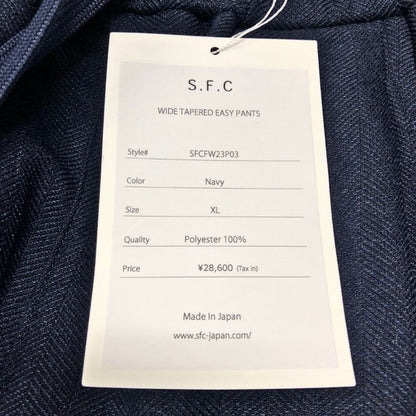 S.F.C
WIDE TAPERED EASY PANTS
Style# SFCFW23P03
Color Navy
Size XL
Quality Polyester 100%
Price ¥28,600 (Tax in)
Made In Japan
www.sfc-japan.com/